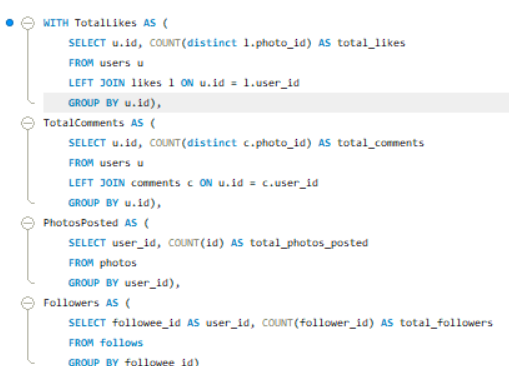 WITH TotalLikes AS (
SELECT u.id, COUNT(distinct l.photo_id) AS total_likes
FROM users u
LEFT JOIN likes l ON u.id = l.user_id
GROUP BY u.id),
TotalComments AS (
SELECT u.id, COUNT(distinct c.photo_id) AS total_comments
FROM users u
LEFT JOIN comments c ON u.id = c.user_id
GROUP BY u.id),
PhotosPosted AS (
SELECT user_id, COUNT(id) AS total_photos_posted
FROM photos
GROUP BY user_id),
Followers AS (
SELECT followee_id AS user_id, COUNT(follower_id) AS total_followers
FROM follows
GROUP BY followee_id)